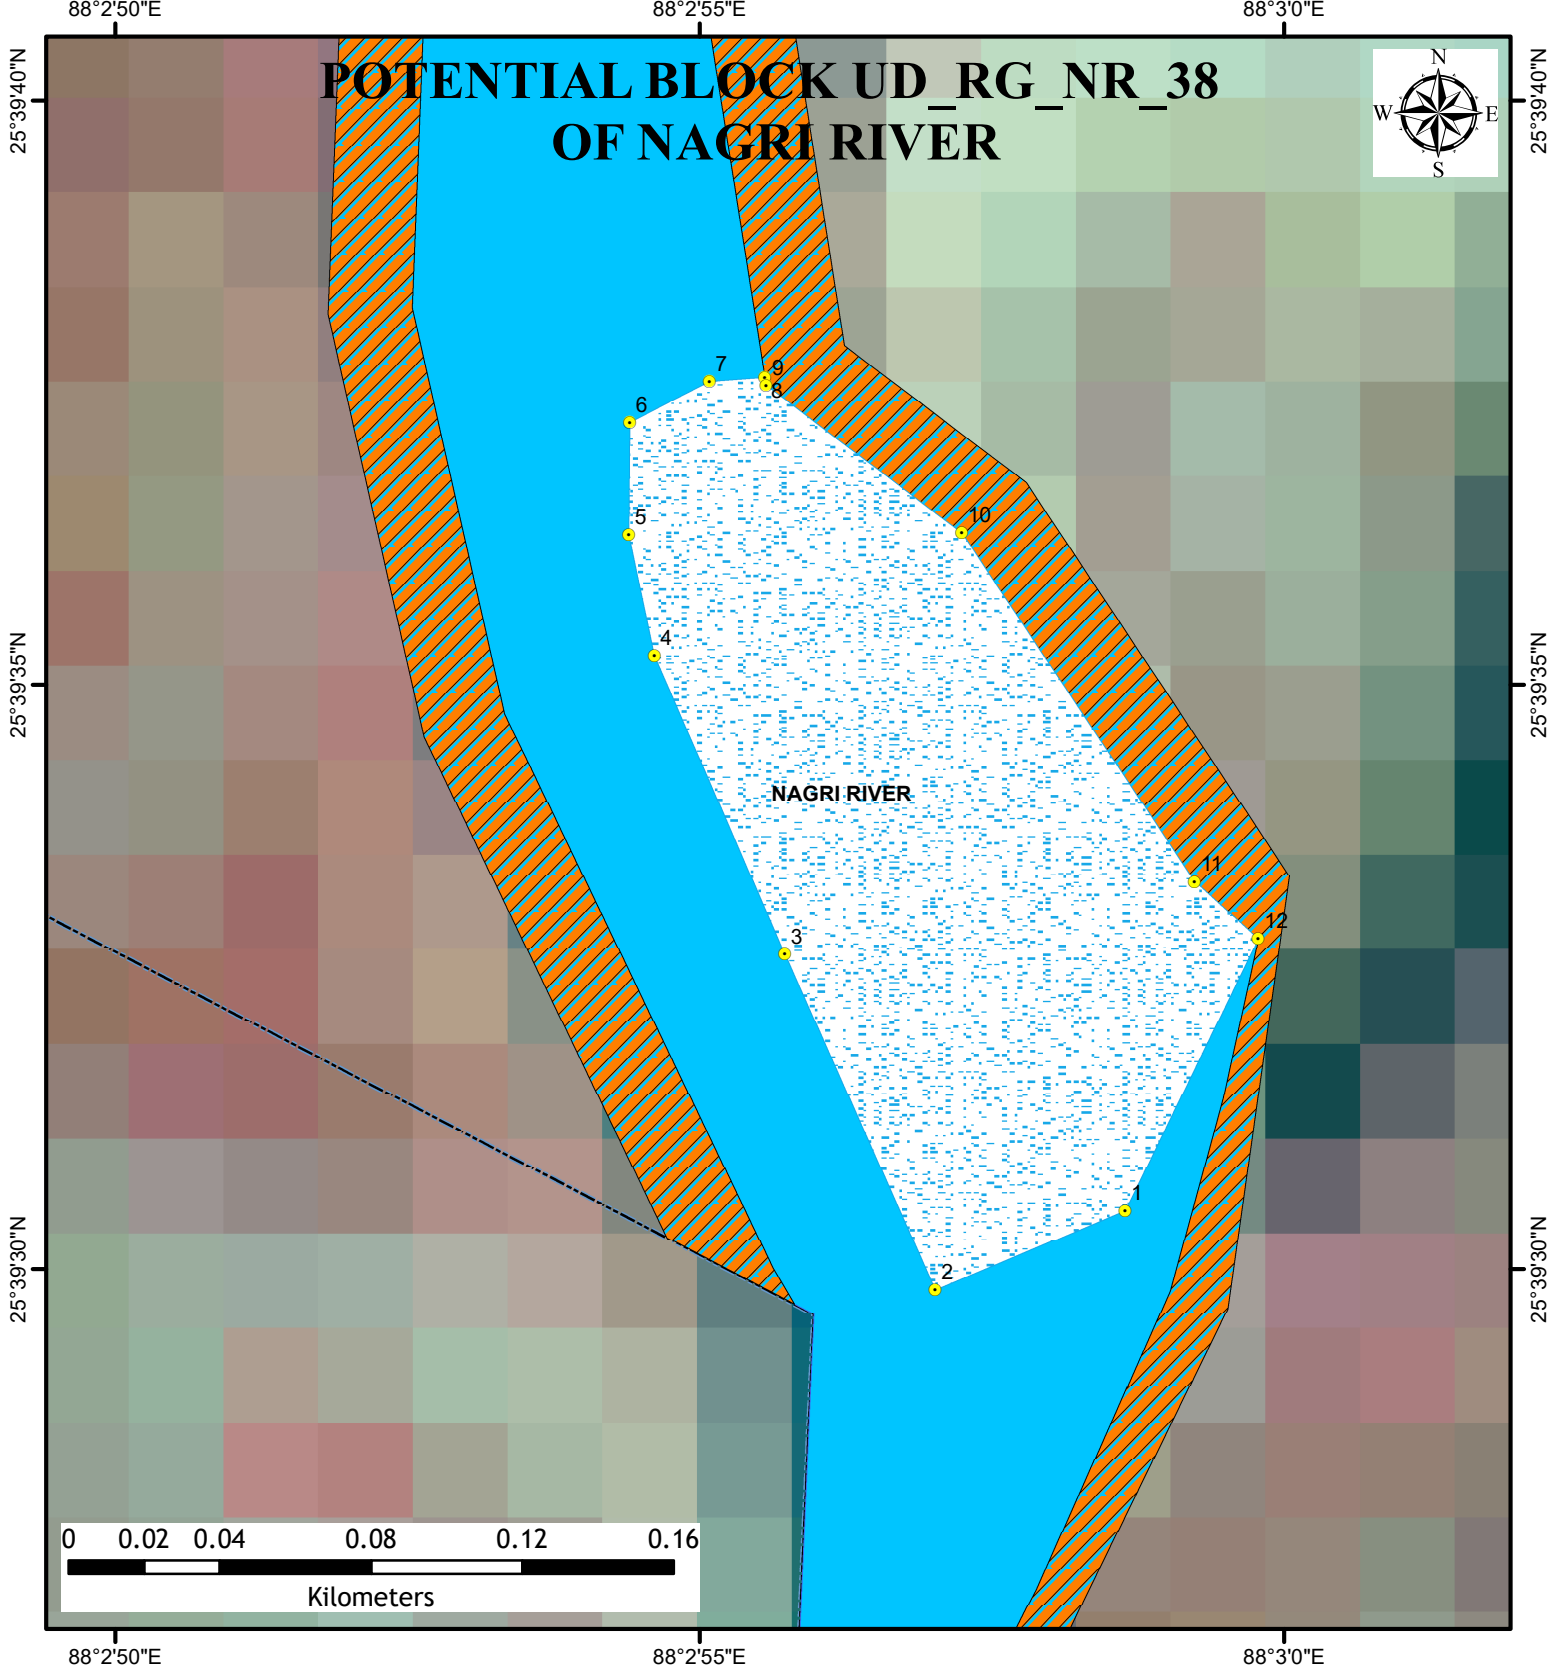 88°2'50"E 88°2'55"E 88°3'0"E
POTENTIAL BLOCK UD_RG_NR_38
OF NAGRI RIVER
N
W E
S
25°39'40"N 25°39'40"N
7
9
8
6
10
5
4
25°39'35"N 25°39'35"N
NAGRI RIVER
11
12
3
1
2
25°39'30"N 25°39'30"N
0 0.02 0.04 0.08 0.12 0.16
Kilometers
88°2'50"E 88°2'55"E 88°3'0"E